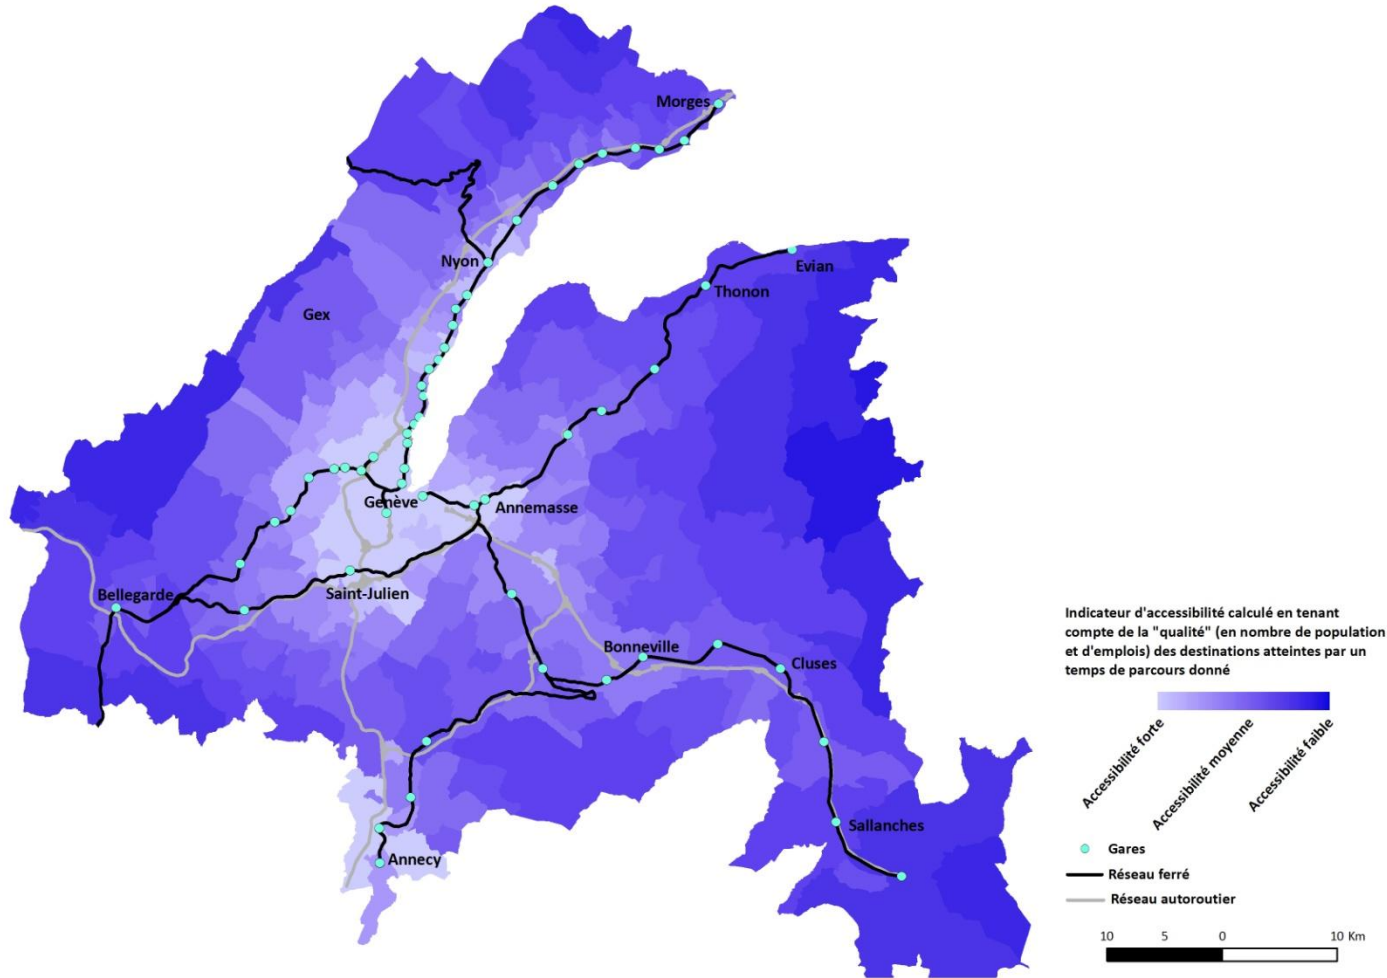 Morges
Nyon
Evian
Thonon
Gex
Genève
Annemasse
Bellegarde
Saint-Julien
Bonneville
Cluses
Sallanches
Annecy
Indicateur d'accessibilité calculé en tenant
compte de la "qualité" (en nombre de population
et d'emplois) des destinations atteintes par un
temps de parcours donné
Accessibilité forte
Accessibilité moyenne
Accessibilité faible
Gares
Réseau ferré
Réseau autoroutier
10 5 0 10 Km